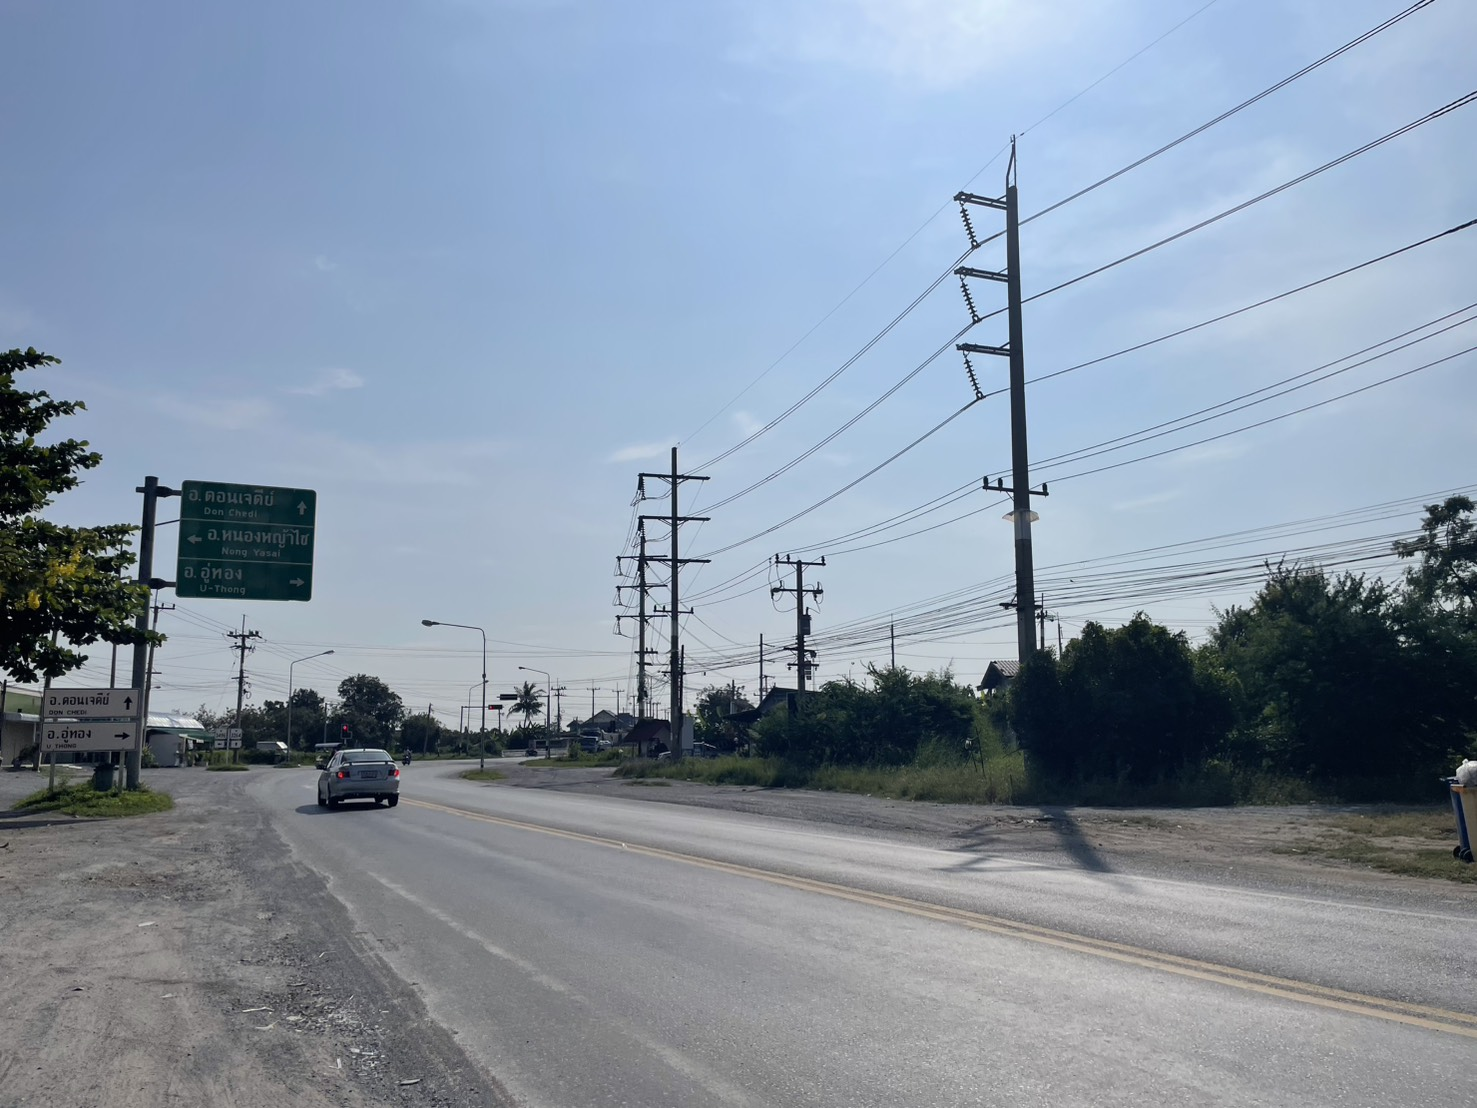 อ.ดอนเจดีย์
Don Chedi
อ.หนองหญ้าไซ
Nong Yasai
อ.อู่ทอง
U-Thong
อ.ดอนเจดีย์
DON CHEDI
อ.อู่ทอง
U THONG